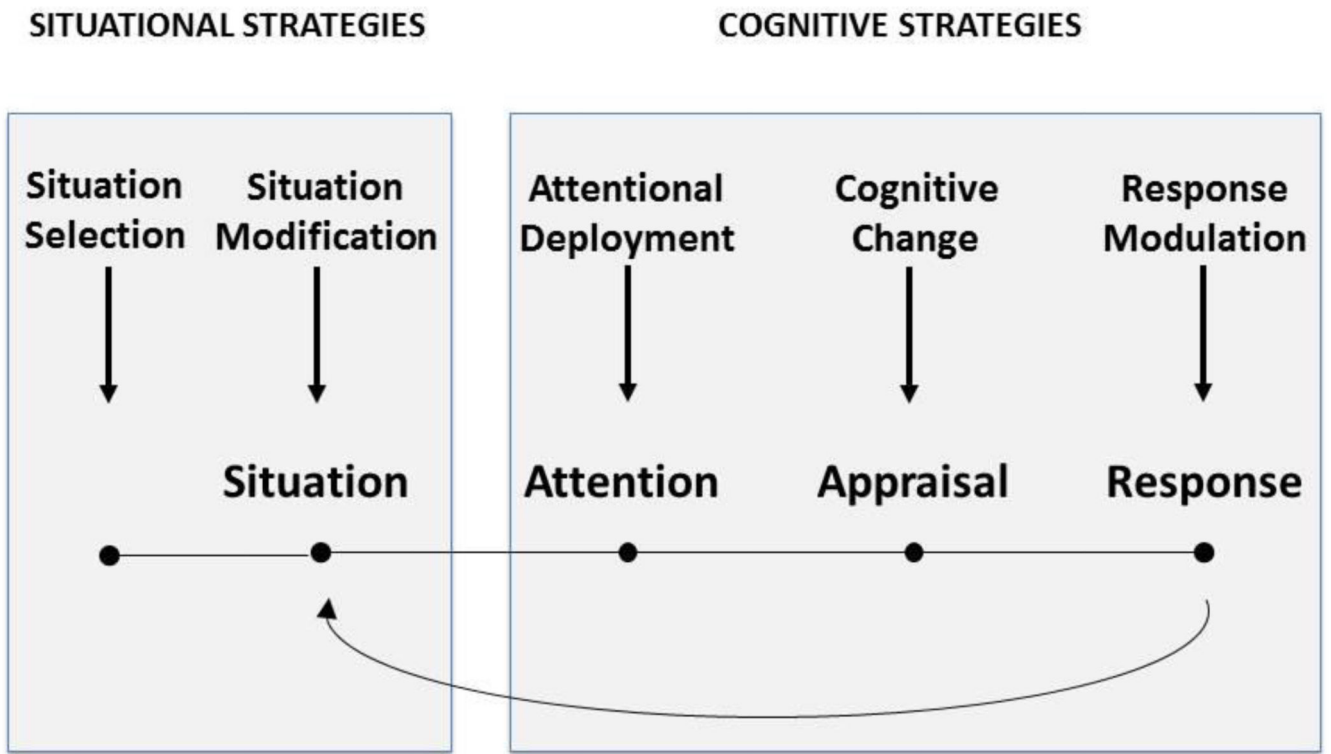 SITUATIONAL STRATEGIES
COGNITIVE STRATEGIES
Situation
Selection
Situation
Modification
Attentional
Deployment
Cognitive
Change
Response
Modulation
Situation
Attention
Appraisal
Response